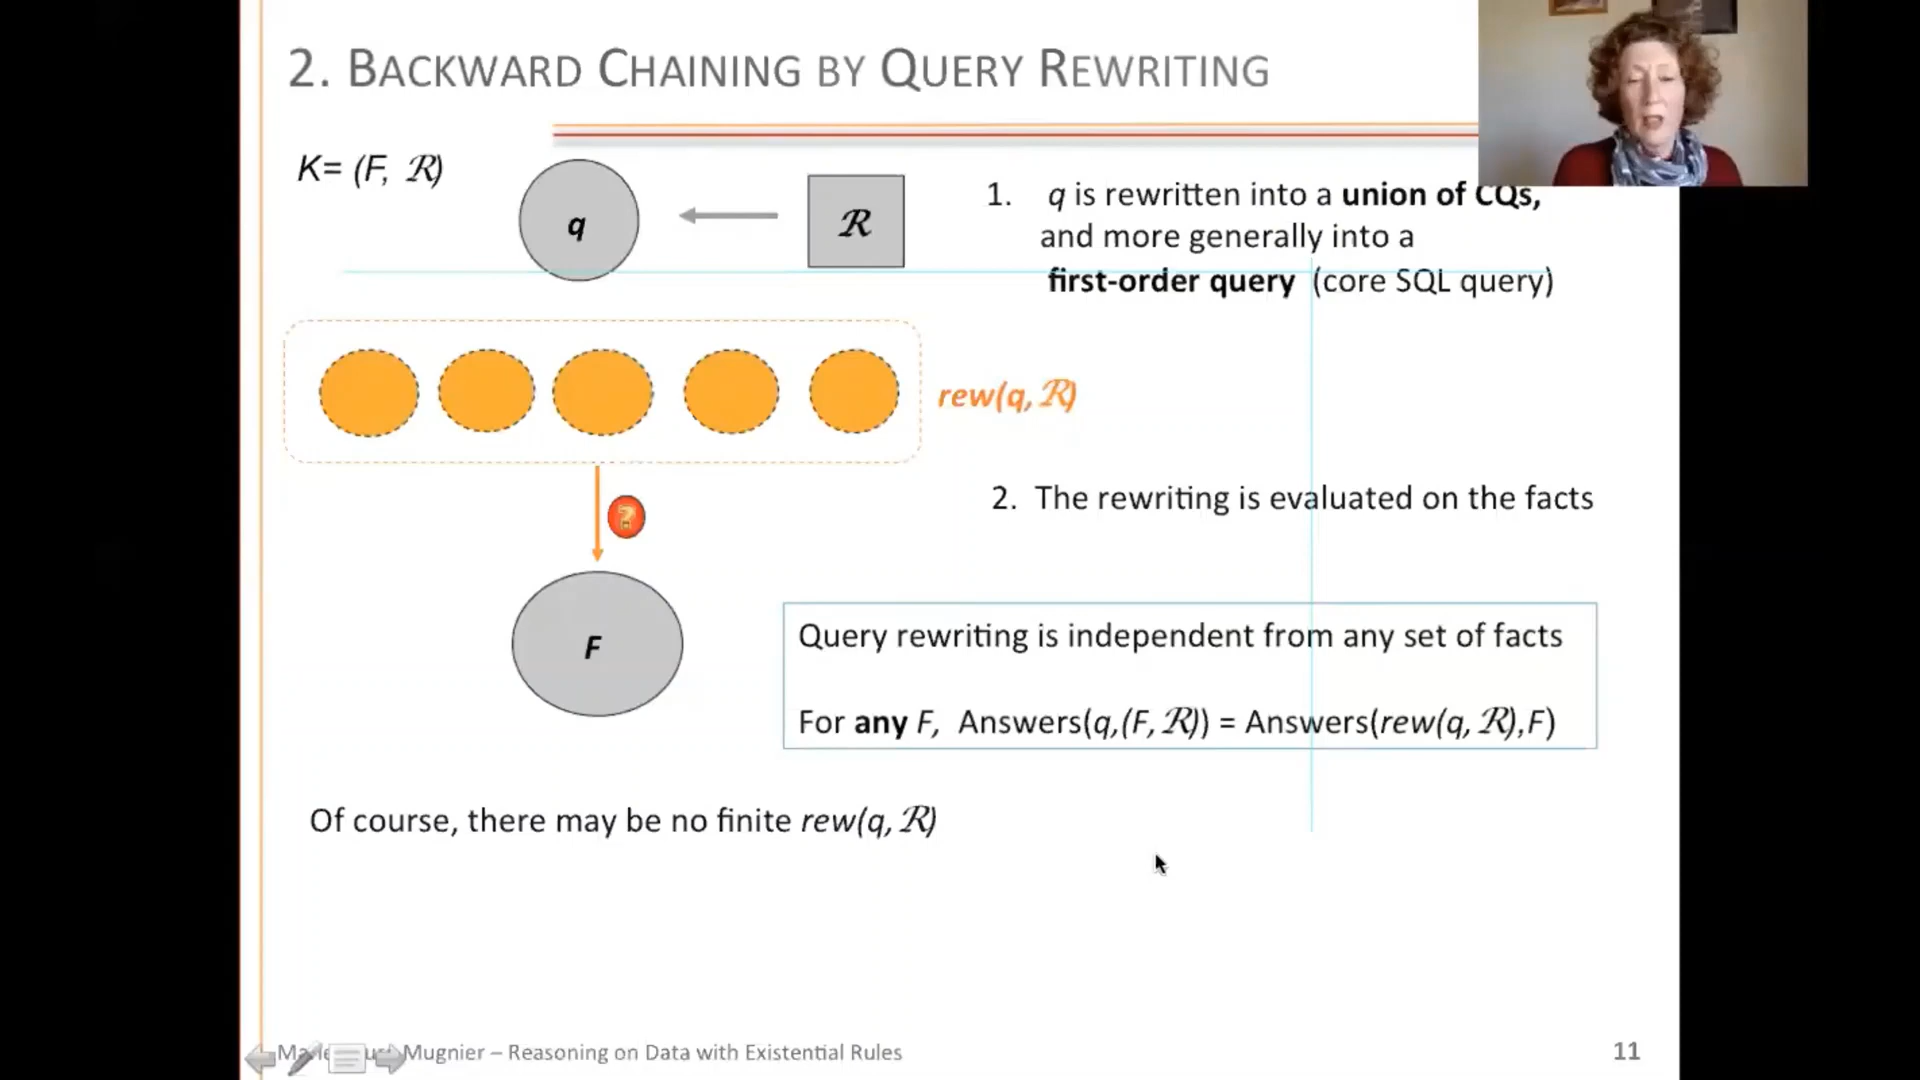 2. BACKWARD CHAINING BY QUERY REWRITING
K= (F, ℛ)
q
ℛ
1. q is rewritten into a union of CQs,
and more generally into a
first-order query (core SQL query)
rew(q, ℛ)
?
2. The rewriting is evaluated on the facts
F
Query rewriting is independent from any set of facts
For any F, Answers(q,(F, ℛ)) = Answers(rew(q, ℛ),F)
Of course, there may be no finite rew(q, ℛ)
Mugnier – Reasoning on Data with Existential Rules
11